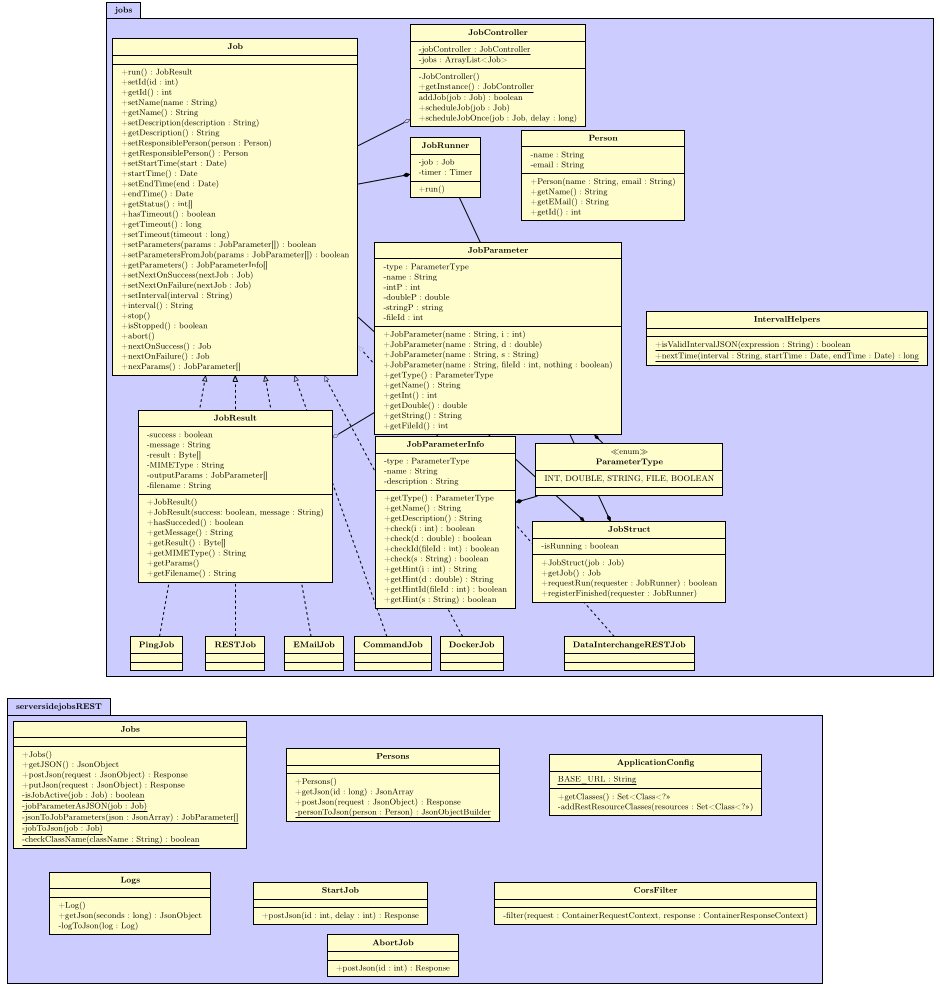 jobs
Job
+run() : JobResult
+setId(id : int)
+getId() : int
+setName(name : String)
+getName() : String
+setDescription(description : String)
+getDescription() : String
+setResponsiblePerson(person : Person)
+getResponsiblePerson() : Person
+setStartTime(start : Date)
+startTime() : Date
+setEndTime(end : Date)
+endTime() : Date
+getStatus() : int[]
+hasTimeout() : boolean
+getTimeout() : long
+setTimeout(timeout : long)
+setParameters(params : JobParameter[]) : boolean
+setParametersFromJob(params : JobParameter[]) : boolean
+getParameters() : JobParameterInfo[]
+setNextOnSuccess(nextJob : Job)
+setNextOnFailure(nextJob : Job)
+setInterval(interval : String)
+interval() : String
+stop()
+isStopped() : boolean
+abort()
+nextOnSuccess() : Job
+nextOnFailure() : Job
+nexParams() : JobParameter[]
JobController
-jobController : JobController
-jobs : ArrayList<Job>
-JobController()
+getInstance() : JobController
addJob(job : Job) : boolean
+scheduleJob(job : Job)
+scheduleJobOnce(job : Job, delay : long)
JobRunner
-job : Job
-timer : Timer
+run()
Person
-name : String
-email : String
+Person(name : String, email : String)
+getName() : String
+getEMail() : String
+getId() : int
JobParameter
-type : ParameterType
-name : String
-intP : int
-doubleP : double
-stringP : string
-fileId : int
+JobParameter(name : String, i : int)
+JobParameter(name : String, d : double)
+JobParameter(name : String, s : String)
+JobParameter(name : String, fileId : int, nothing : boolean)
+getType() : ParameterType
+getName() : String
+getInt() : int
+getDouble() : double
+getString() : String
+getFileId() : int
IntervalHelpers
+isValidIntervalJSON(expression : String) : boolean
+nextTime(interval : String, startTime : Date, endTime : Date) : long
JobResult
-success : boolean
-message : String
-result : Byte[]
-MIMEType : String
-outputParams : JobParameter[]
-filename : String
+JobResult()
+JobResult(success: boolean, message : String)
+hasSucceded() : boolean
+getMessage() : String
+getResult() : Byte[]
+getMIMEType() : String
+getParams()
+getFilename() : String
JobParameterInfo
-type : ParameterType
-name : String
-description : String
+getType() : ParameterType
+getName() : String
+getDescription() : String
+check(i : int) : boolean
+check(d : double) : boolean
+checkId(fileId : int) : boolean
+check(s : String) : boolean
+getHint(i : int) : String
+getHint(d : double) : String
+getHintId(fileId : int) : boolean
+getHint(s : String) : boolean
≪enum≫
ParameterType
INT, DOUBLE, STRING, FILE, BOOLEAN
JobStruct
-isRunning : boolean
+JobStruct(job : Job)
+getJob() : Job
+requestRun(requester : JobRunner) : boolean
+registerFinished(requester : JobRunner)
PingJob
RESTJob
EMailJob
CommandJob
DockerJob
DataInterchangeRESTJob
serversidejobsREST
Jobs
+Jobs()
+getJSON() : JsonObject
+postJson(request : JsonObject) : Response
+putJson(request : JsonObject) : Response
-isJobActive(job : Job) : boolean
-jobParameterAsJSON(job : Job)
-jsonToJobParameters(json : JsonArray) : JobParameter[]
-jobToJson(job : Job)
-checkClassName(className : String) : boolean
Persons
+Persons()
+getJson(id : long) : JsonArray
+postJson(request : JsonObject) : Response
-personToJson(person : Person) : JsonObjectBuilder
ApplicationConfig
BASE_URL : String
+getClasses() : Set<Class<?»
-addRestResourceClasses(resources : Set<Class<?»)
Logs
+Log()
+getJson(seconds : long) : JsonObject
-logToJson(log : Log)
StartJob
+postJson(id : int, delay : int) : Response
CorsFilter
-filter(request : ContainerRequestContext, response : ContainerResponseContext)
AbortJob
+postJson(id : int) : Response